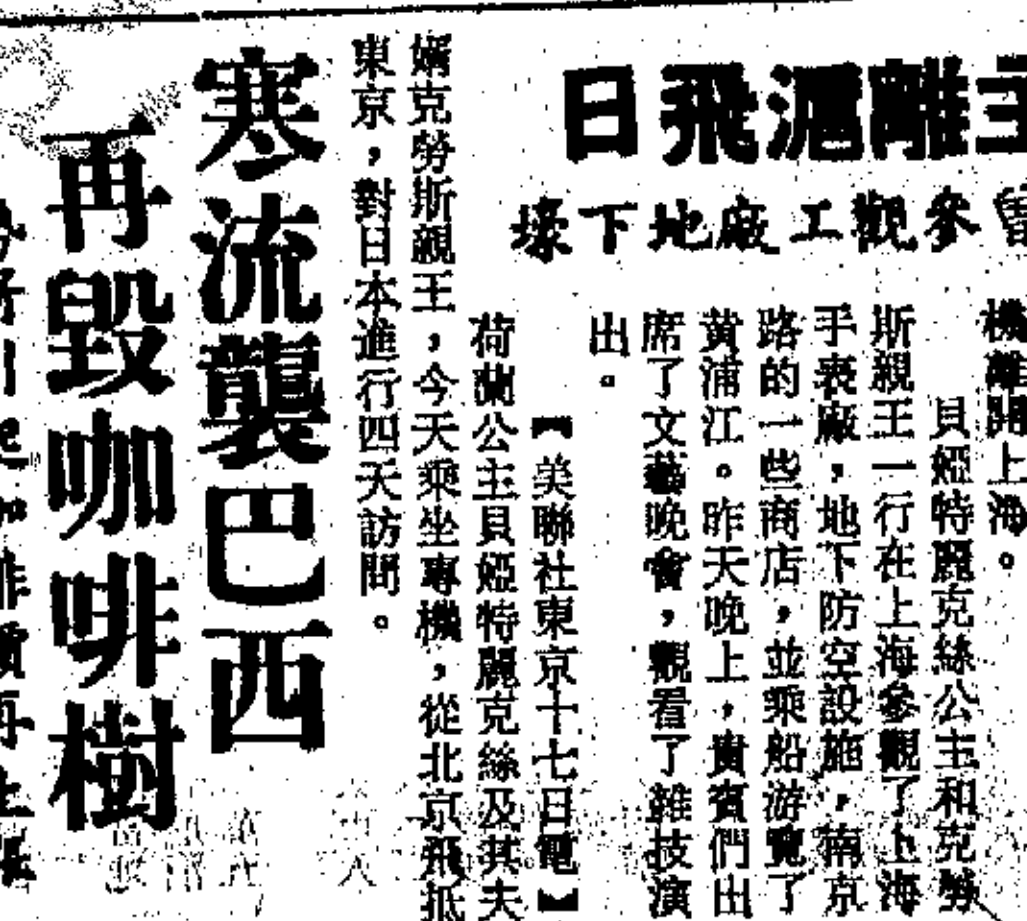 主離滬飛日
參觀工廠地下壕
機離開上海。
貝婭特麗克絲公主和克勞
斯親王一行在上海參觀了上海
手表廠，地下防空設施，南京
路的一些商店，並乘船游覽了
黃浦江。昨天晚上，貴賓們出
席了文藝晚會，觀看了雜技演
出。
【美聯社東京十七日電】
荷蘭公主貝婭特麗克絲及其夫
婿克勞斯親王，今天乘坐專機，從北京飛抵
東京，對日本進行四天訪問。
寒流襲巴西
再毀咖啡樹